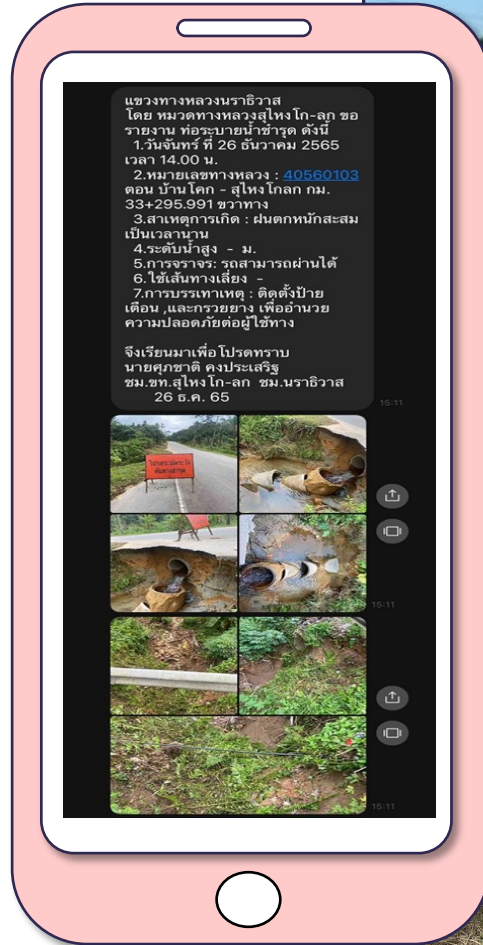 แขวงทางหลวงนราธิวาส
โดย หมวดทางหลวงสุไหงโก-ลก ขอ
รายงาน ท่อระบายน้ำชำรุด ดังนี้
1.วันจันทร์ ที่ 26 ธันวาคม 2565
เวลา 14.00 น.
2.หมายเลขทางหลวง : 40560103
ตอน บ้านโคก - สุไหงโกลก กม.
33+295.991 ขวาทาง
3.สาเหตุการเกิด : ฝนตกหนักสะสม
เป็นเวลานาน
4.ระดับน้ำสูง - ม.
5.การจราจร: รถสามารถผ่านได้
6.ใช้เส้นทางเลี่ยง -
7.การบรรเทาเหตุ : ติดตั้งป้าย
เตือน ,และกรวยยาง เพื่ออำนวย
ความปลอดภัยต่อผู้ใช้ทาง
จึงเรียนมาเพื่อโปรดทราบ
นายศุภชาติ คงประเสริฐ
ชม.ขท.สุไหงโก-ลก ชม.นราธิวาส
26 ธ.ค. 65
15:11
15:11
15:11